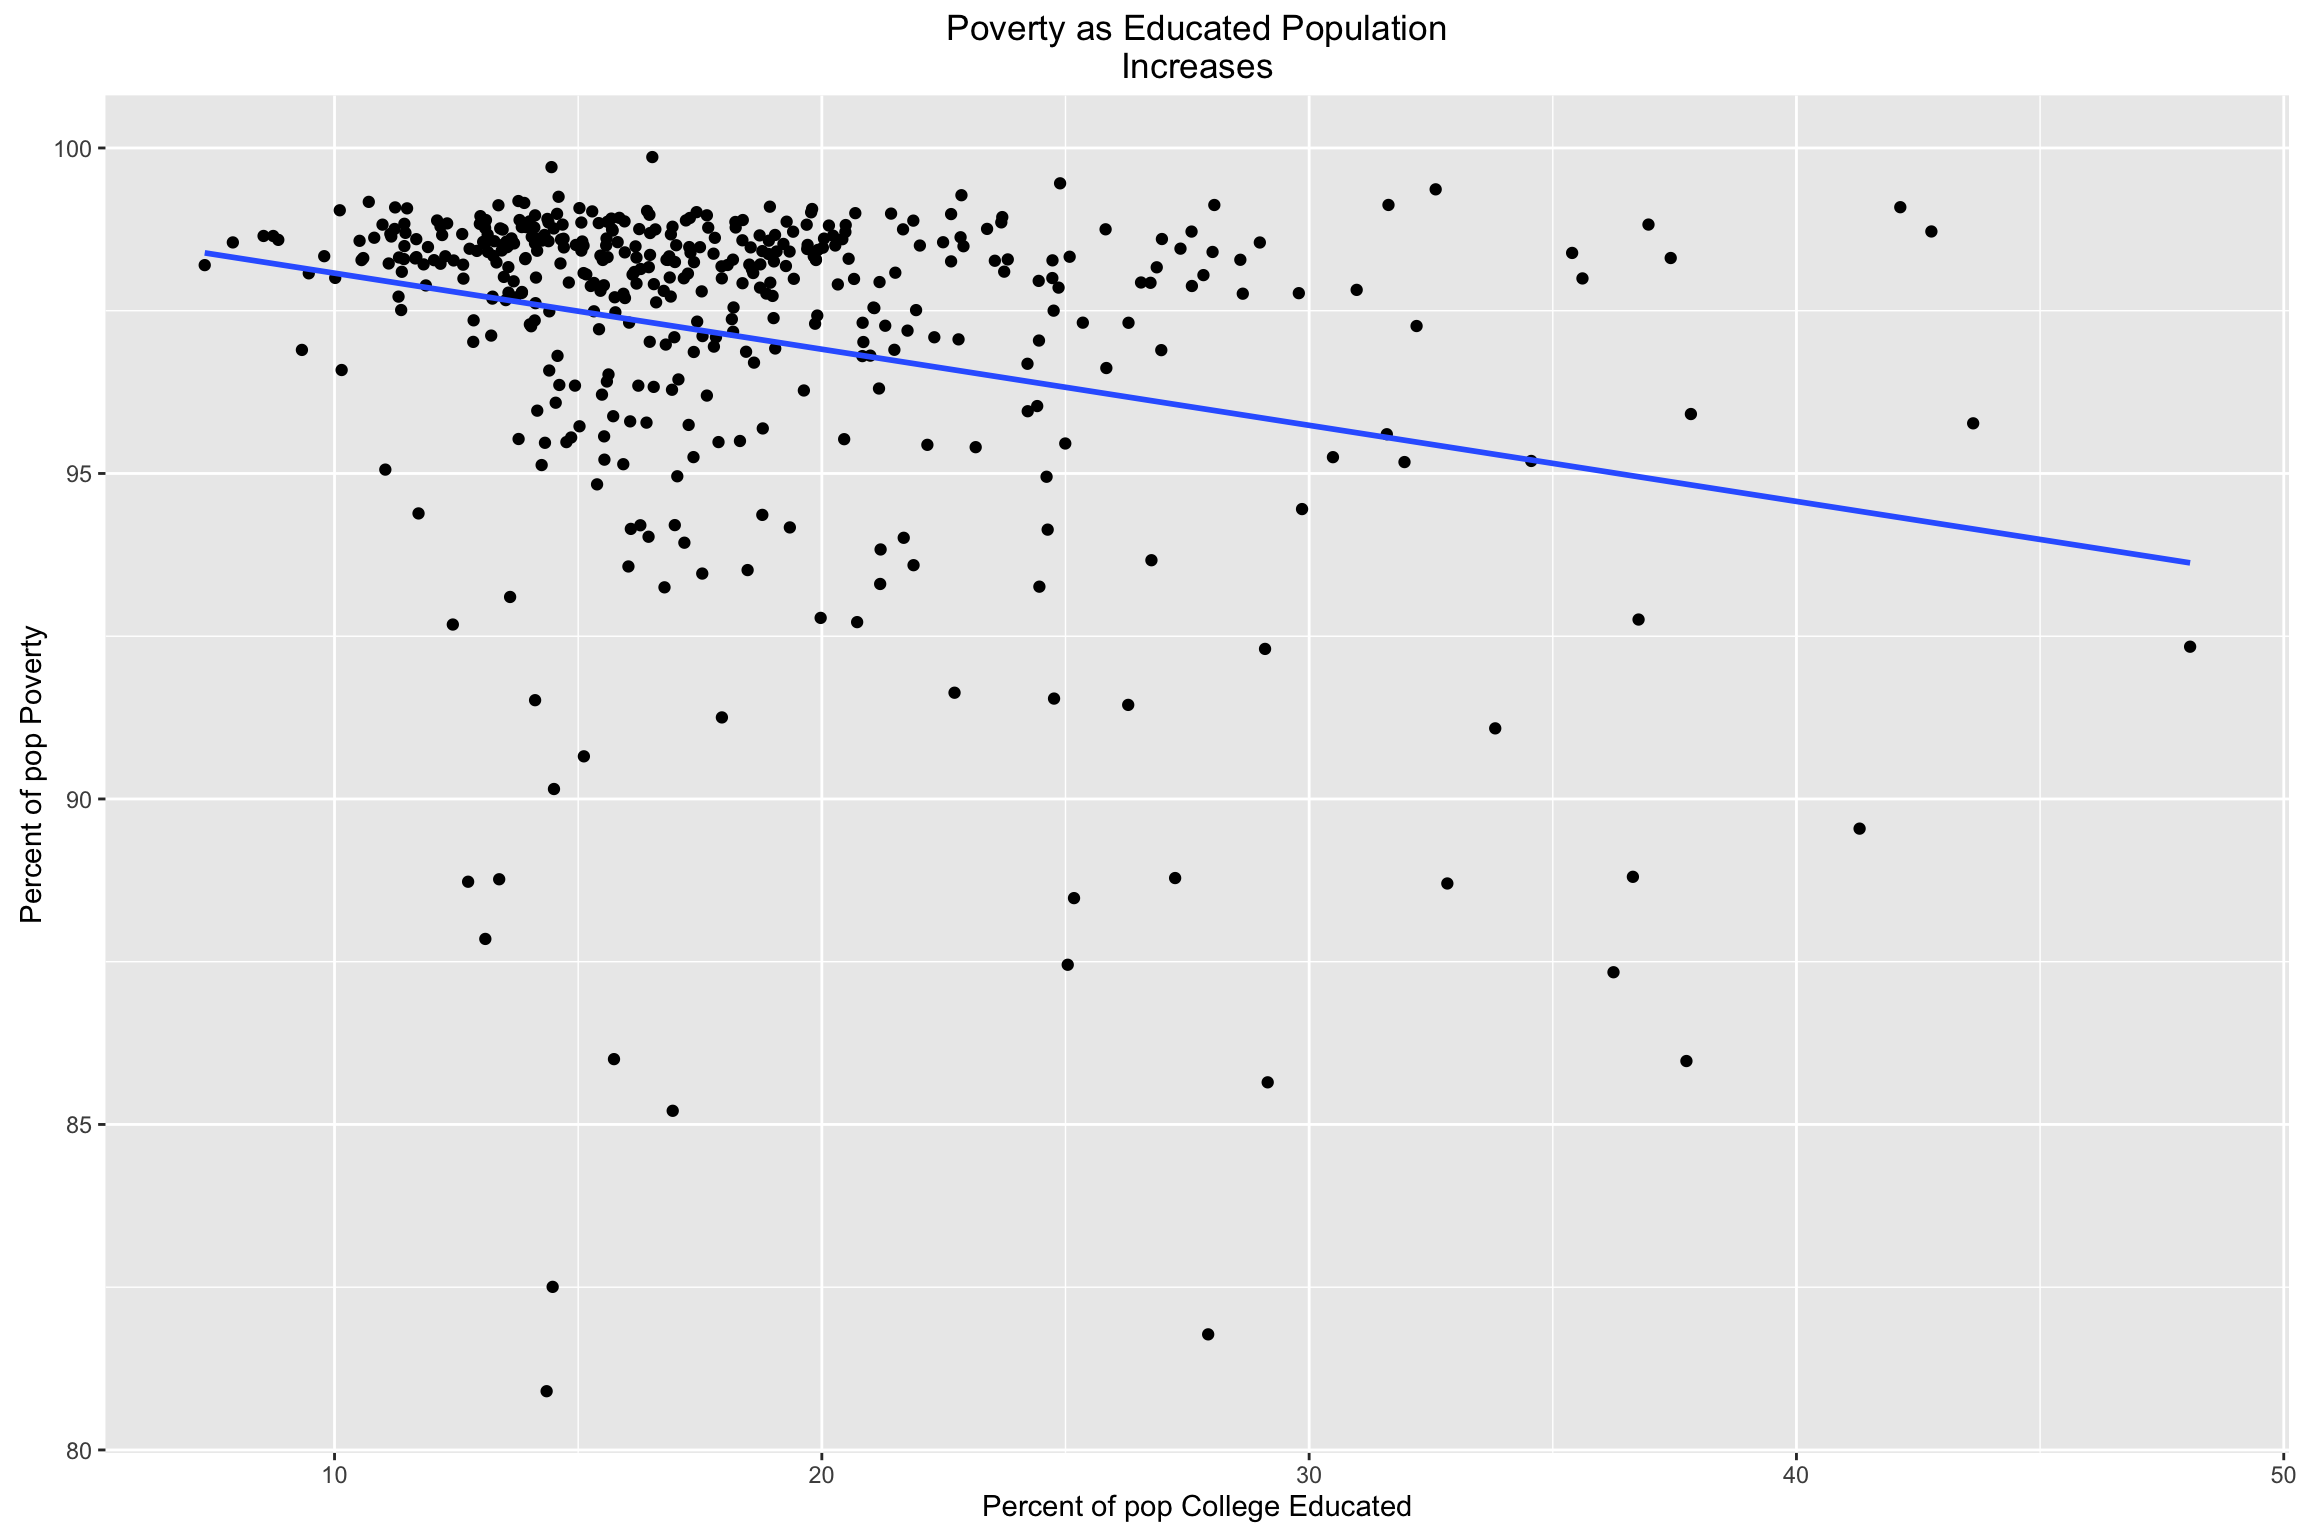 Poverty as Educated Population
Increases
100
95
90
85
80
Percent of pop Poverty
10
20
30
40
50
Percent of pop College Educated